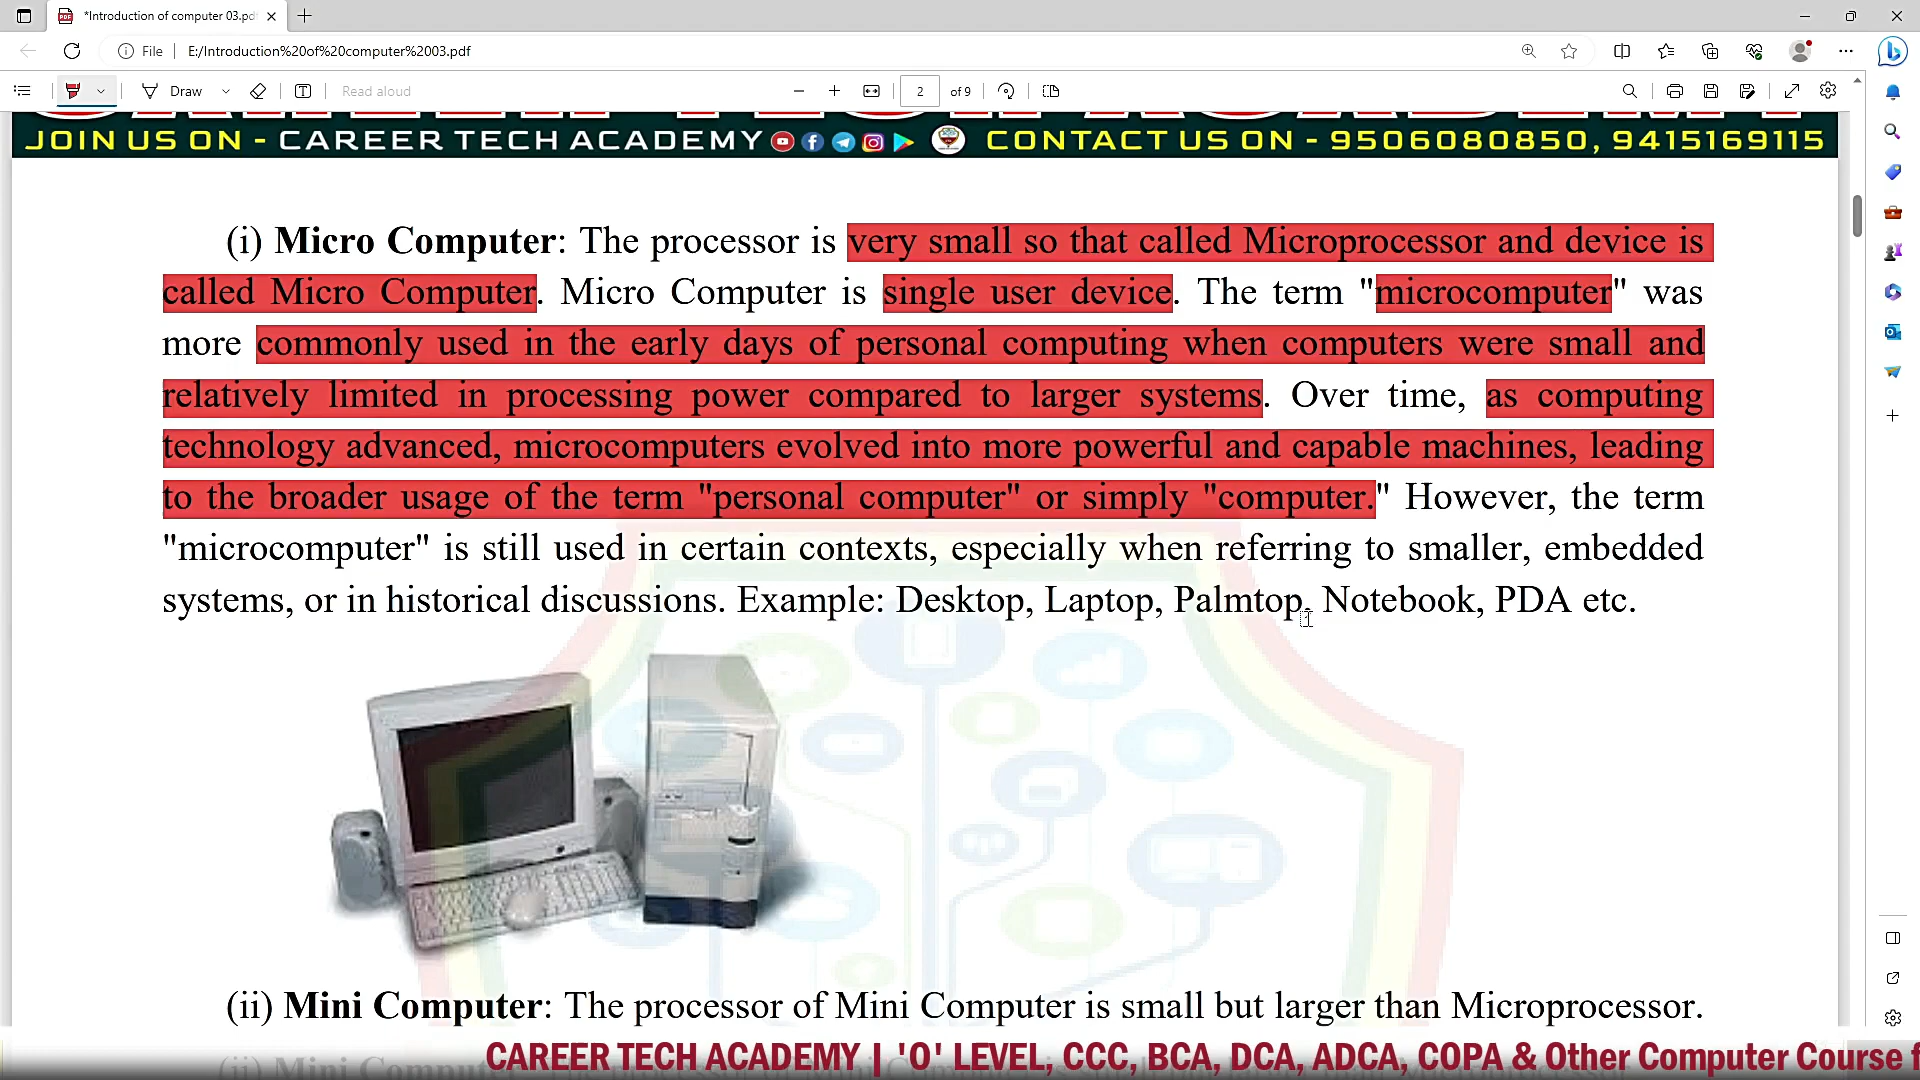 *Introduction of computer 03.pd
File
E:/Introduction%20of%20computer%2003.pdf
Draw
Read aloud
2
of 9
JOIN US ON - CAREER TECH ACADEMY
CONTACT US ON - 9506080850, 9415169115
(i) Micro Computer: The processor is very small so that called Microprocessor and device is
called Micro Computer. Micro Computer is single user device. The term "microcomputer" was
more commonly used in the early days of personal computing when computers were small and
relatively limited in processing power compared to larger systems. Over time, as computing
technology advanced, microcomputers evolved into more powerful and capable machines, leading
to the broader usage of the term "personal computer" or simply "computer." However, the term
"microcomputer" is still used in certain contexts, especially when referring to smaller, embedded
systems, or in historical discussions. Example: Desktop, Laptop, Palmtop, Notebook, PDA etc.
(ii) Mini Computer: The processor of Mini Computer is small but larger than Microprocessor.
CAREER TECH ACADEMY | 'O' LEVEL, CCC, BCA, DCA, ADCA, COPA & Other Computer Course f